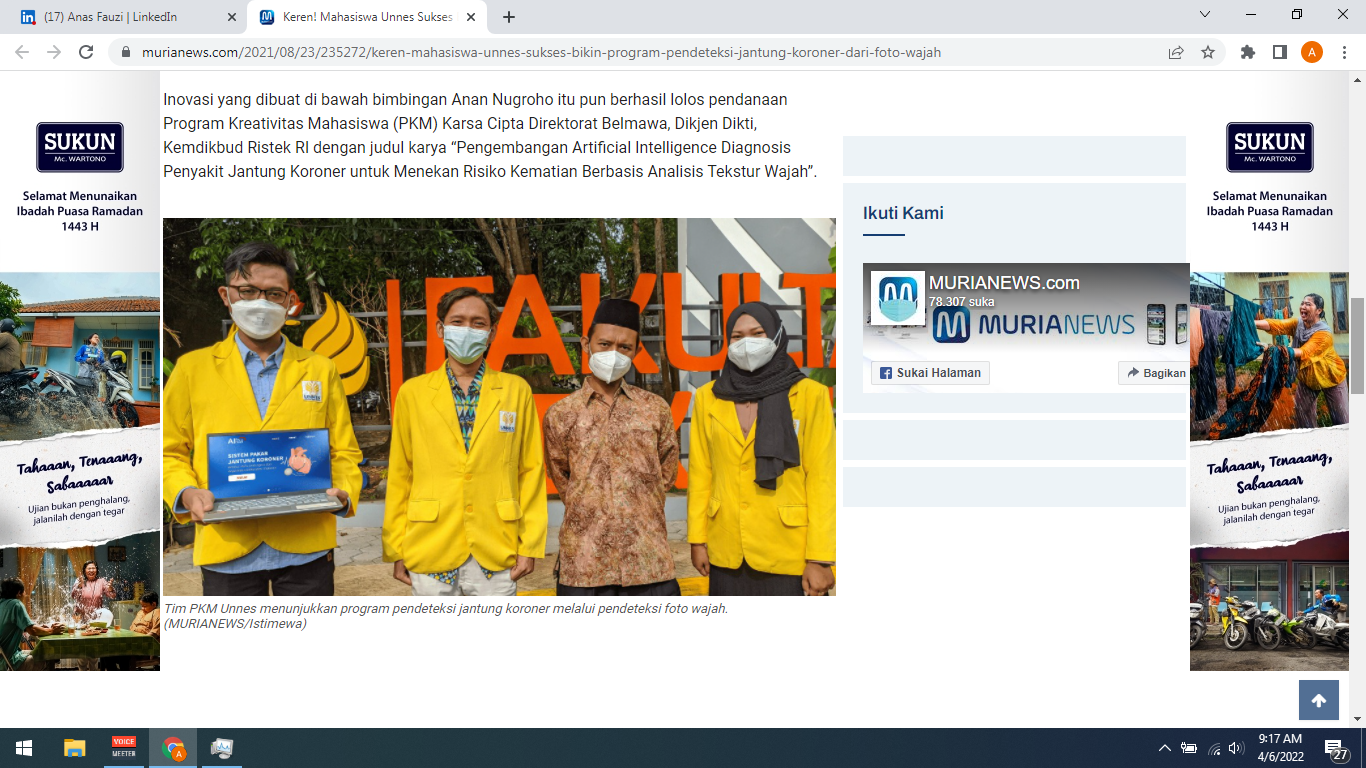 (17) Anas Fauzi | LinkedIn
Keren! Mahasiswa Unnes Sukses
murianews.com/2021/08/23/235272/keren-mahasiswa-unnes-sukses-bikin-program-pendeteksi-jantung-koroner-dari-foto-wajah
A
SUKUN
Mc. WARTONO
Selamat Menunaikan
Ibadah Puasa Ramadan
1443 H
Tahaaan, Tenaaang,
Sabaaaaar
Ujian bukan penghalang,
jalanilah dengan tegar
Inovasi yang dibuat di bawah bimbingan Anan Nugroho itu pun berhasil lolos pendanaan
Program Kreativitas Mahasiswa (PKM) Karsa Cipta Direktorat Belmawa, Dikjen Dikti,
Kemdikbud Ristek RI dengan judul karya “Pengembangan Artificial Intelligence Diagnosis
Penyakit Jantung Koroner untuk Menekan Risiko Kematian Berbasis Analisis Tekstur Wajah”.
FAKULT
SISTEM PAKAR
JANTUNG KORONER
Tim PKM Unnes menunjukkan program pendeteksi jantung koroner melalui pendeteksi foto wajah.
(MURIANEWS/Istimewa)
Ikuti Kami
MURIANEWS.com
78.307 suka
MURIANEWS
Sukai Halaman
Bagikan
SUKUN
Mc. WARTONO
Selamat Menunaikan
Ibadah Puasa Ramadan
1443 H
Tahaaan, Tenaaang,
Sabaaaaar
Ujian bukan penghalang,
jalanilah dengan tegar
VOICE
MEETER
A
9:17 AM
4/6/2022
27